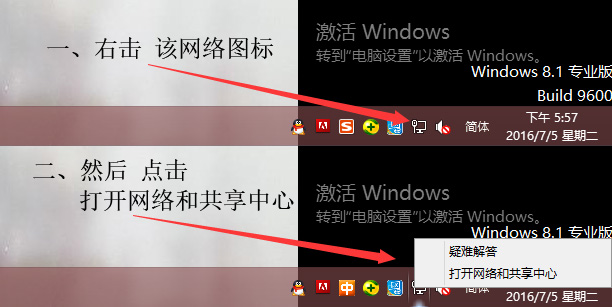 一、右击 该网络图标
激活 Windows
转到"电脑设置"以激活 Windows。
Windows 8.1 专业版
Build 9600
简体
下午 5:57
2016/7/5 星期二
二、然后 点击
打开网络和共享中心
激活 Windows
转到"电脑设置"以激活 Windows。
Windows 8.1 专业版
疑难解答
打开网络和共享中心
中
简体
2016/7/5 星期二